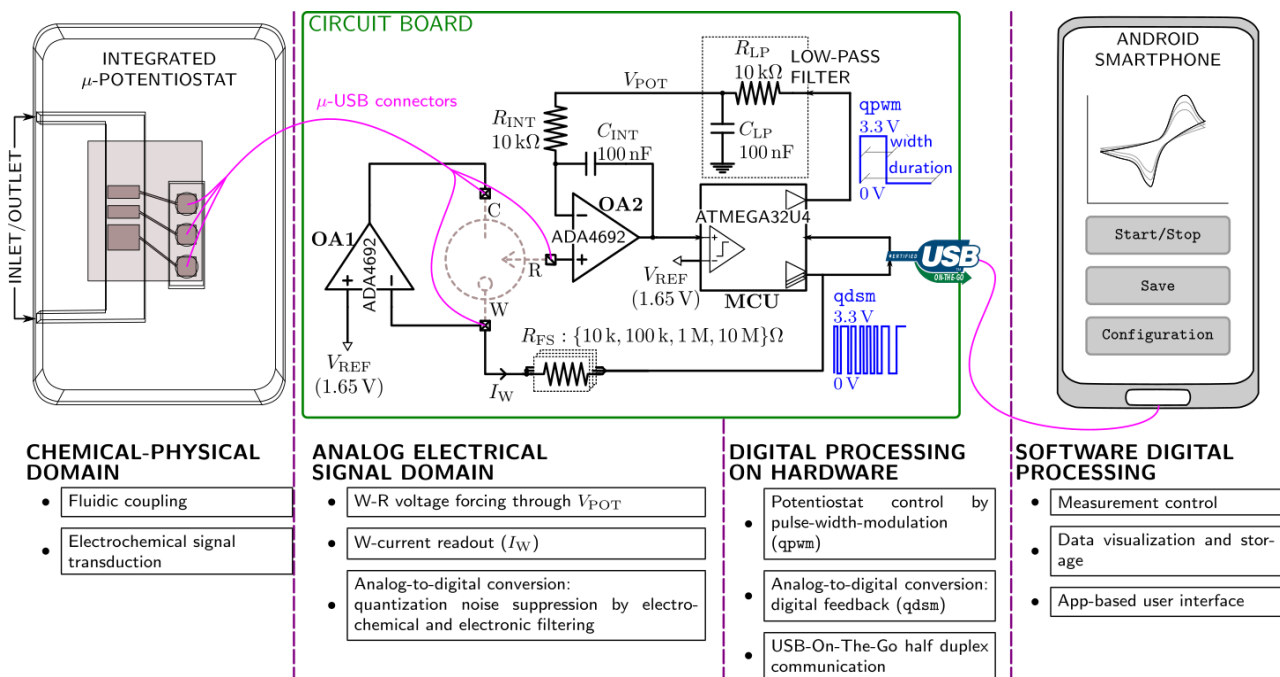 INTEGRATED
μ-POTENTIOSTAT
INLET/OUTLET
CIRCUIT BOARD
μ-USB connectors
V_POT
R_INT
10 kΩ
C_INT
100 nF
R_LP
10 kΩ
LOW-PASS
FILTER
C_LP
100 nF
qpwm
3.3 V
width
duration
0 V
OA1
ADA4692
+
−
V_REF
(1.65 V)
C
R
W
OA2
ADA4692
−
+
ATMEGA32U4
+
−
V_REF
(1.65 V)
MCU
CERTIFIED
USB
TM
ON-THE-GO
qdsm
3.3 V
0 V
R_FS : {10 k, 100 k, 1 M, 10 M}Ω
I_W
ANDROID
SMARTPHONE
Start/Stop
Save
Configuration
CHEMICAL-PHYSICAL
DOMAIN
• Fluidic coupling
• Electrochemical signal
transduction
ANALOG ELECTRICAL
SIGNAL DOMAIN
• W-R voltage forcing through V_POT
• W-current readout (I_W)
• Analog-to-digital conversion:
quantization noise suppression by electro-
chemical and electronic filtering
DIGITAL PROCESSING
ON HARDWARE
• Potentiostat control by
pulse-width-modulation
(qpwm)
• Analog-to-digital conversion:
digital feedback (qdsm)
• USB-On-The-Go half duplex
communication
SOFTWARE DIGITAL
PROCESSING
• Measurement control
• Data visualization and stor-
age
• App-based user interface